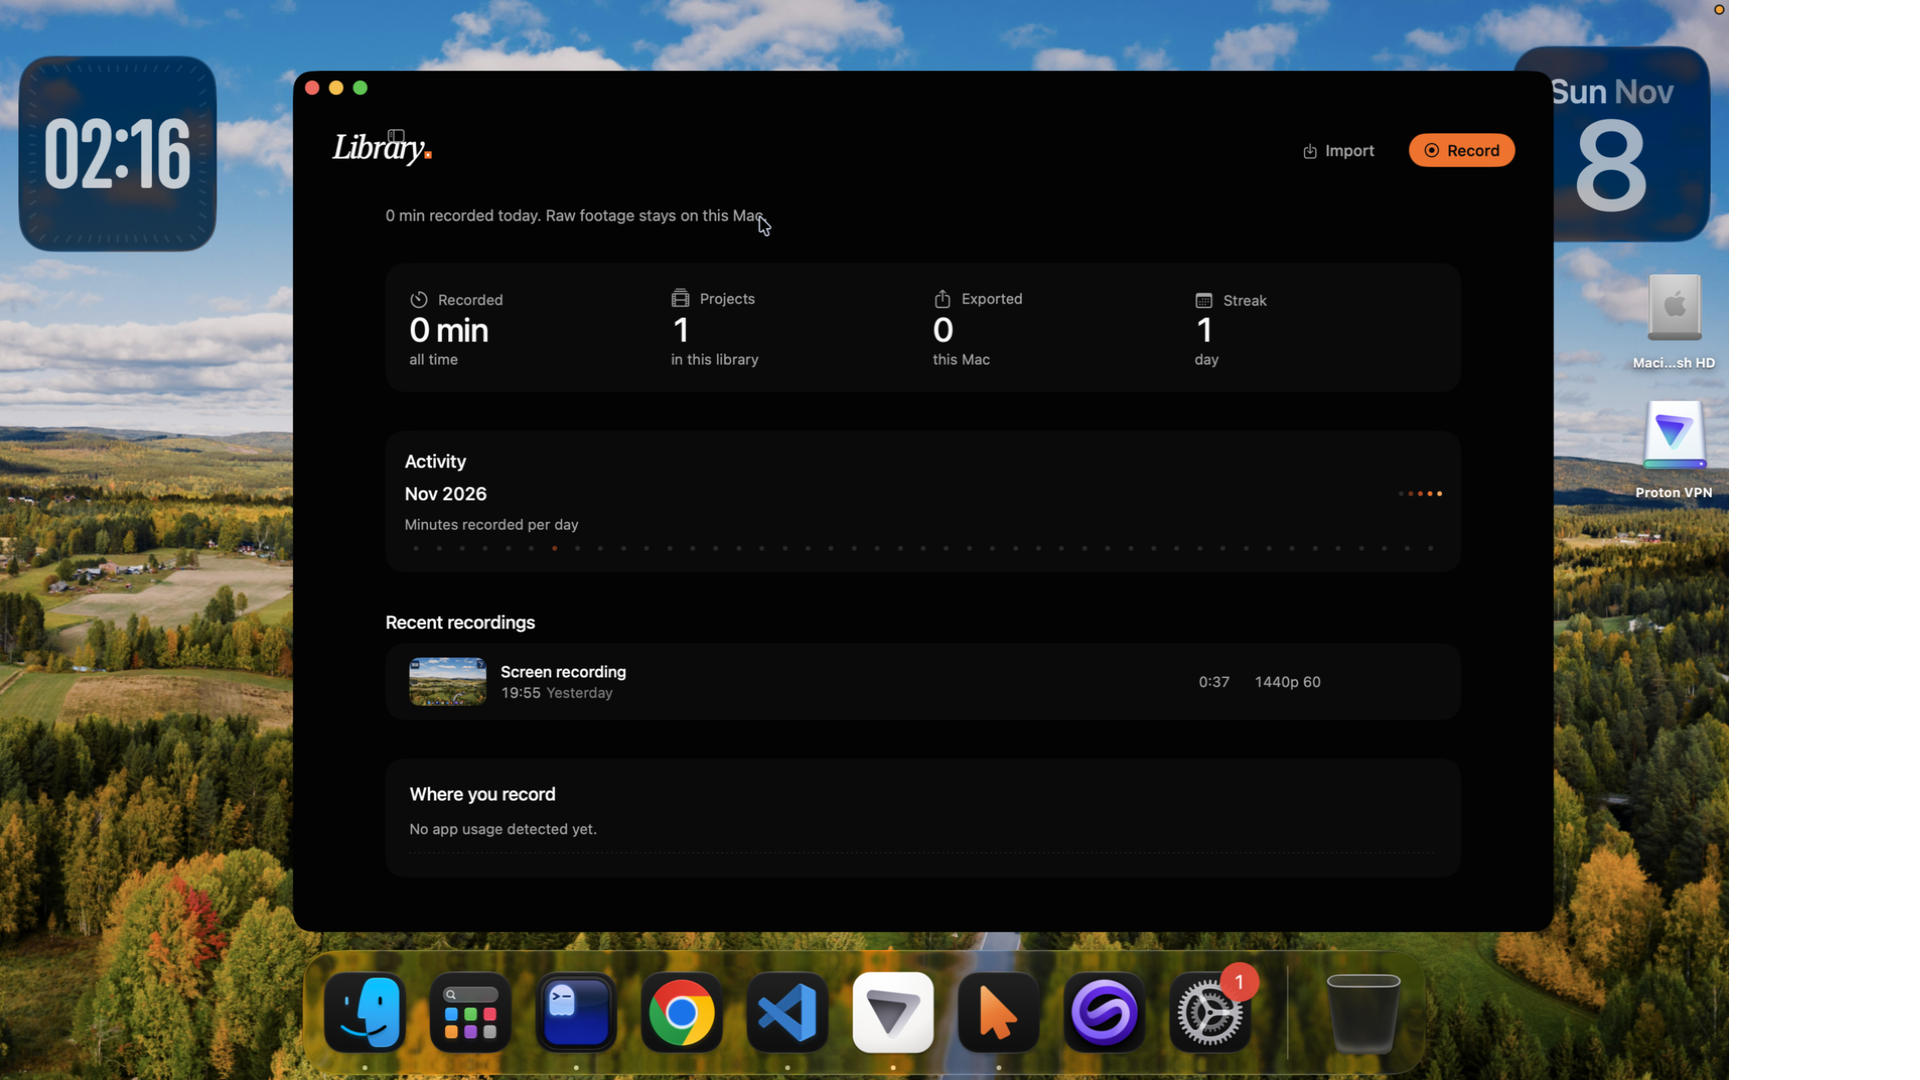 02:16
Sun Nov
8
Library.
Import
Record
0 min recorded today. Raw footage stays on this Mac.
Recorded
0 min
all time
Projects
1
in this library
Exported
0
this Mac
Streak
1
day
Maci...sh HD
Proton VPN
Activity
Nov 2026
Minutes recorded per day
Recent recordings
Screen recording
19:55 Yesterday
0:37
1440p 60
Where you record
No app usage detected yet.
1